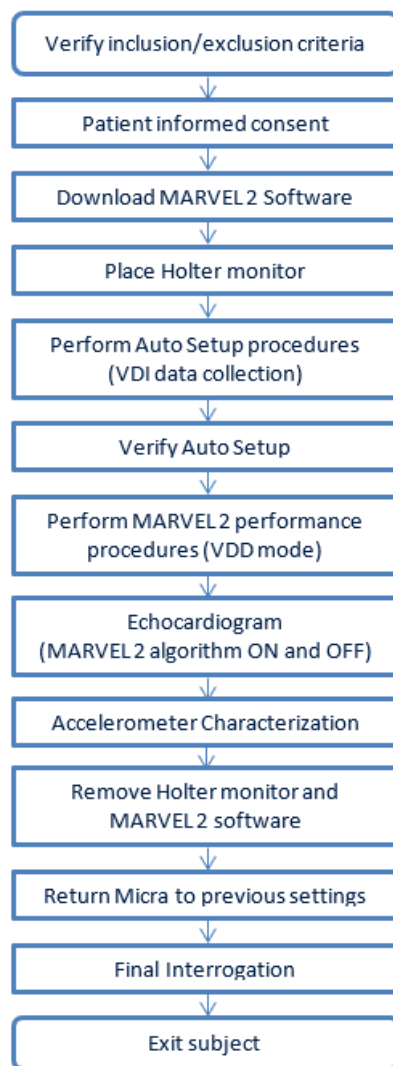 Verify inclusion/exclusion criteria
Patient informed consent
Download MARVEL 2 Software
Place Holter monitor
Perform Auto Setup procedures
(VDI data collection)
Verify Auto Setup
Perform MARVEL 2 performance
procedures (VDD mode)
Echocardiogram
(MARVEL 2 algorithm ON and OFF)
Accelerometer Characterization
Remove Holter monitor and
MARVEL 2 software
Return Micra to previous settings
Final Interrogation
Exit subject